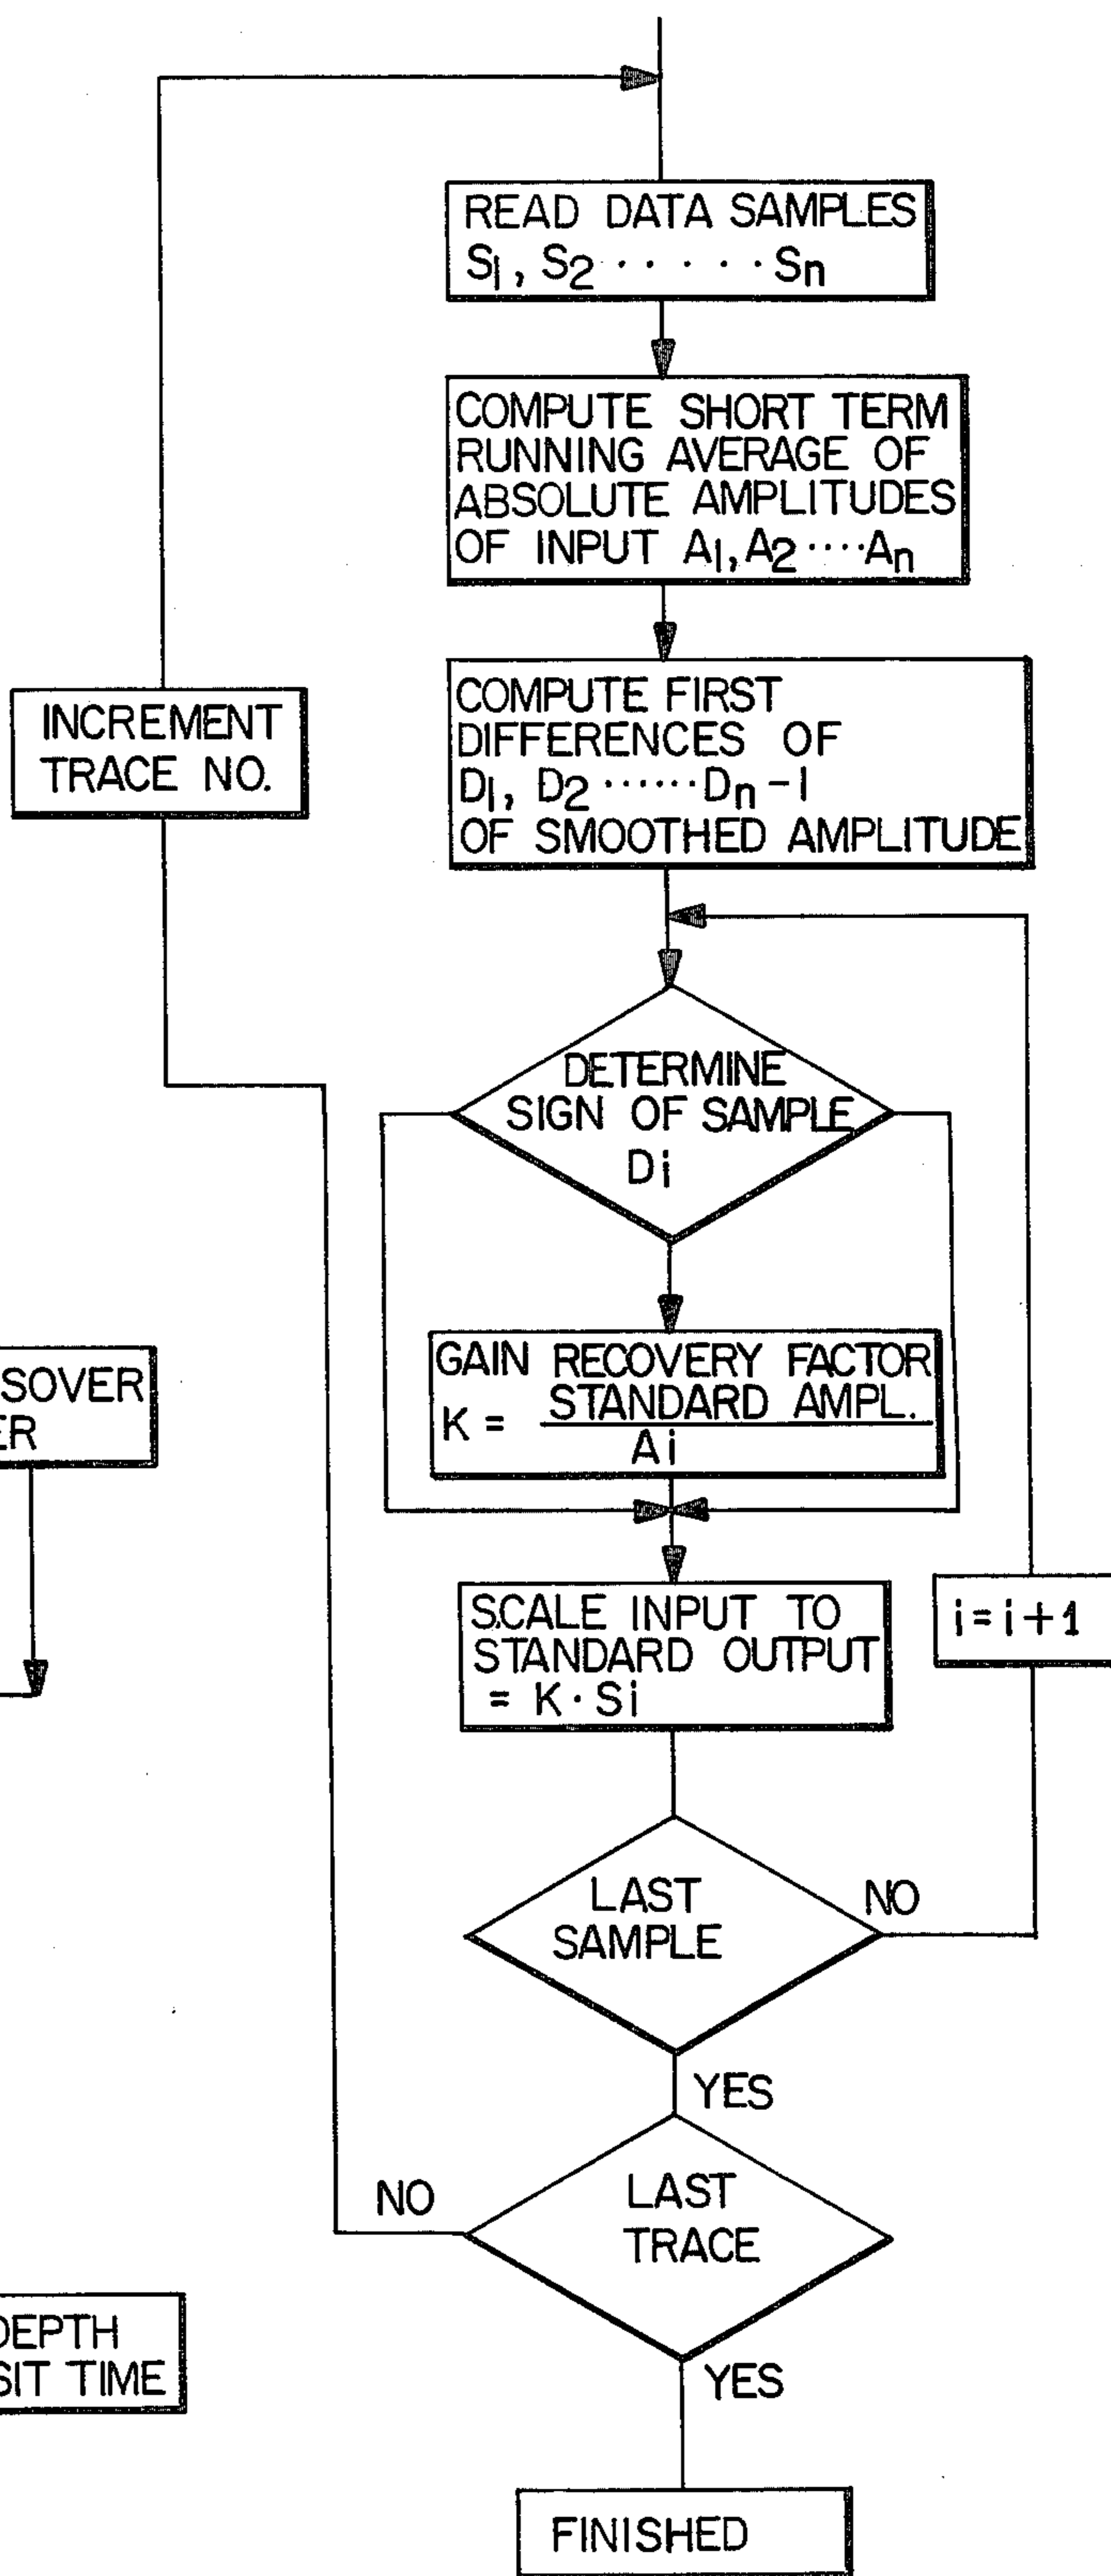 READ DATA SAMPLES
S1, S2 ····· Sn
COMPUTE SHORT TERM
RUNNING AVERAGE OF
ABSOLUTE AMPLITUDES
OF INPUT A1, A2 ···· An
COMPUTE FIRST
DIFFERENCES OF
D1, D2 ······ Dn-1
OF SMOOTHED AMPLITUDE
INCREMENT
TRACE NO.
DETERMINE
SIGN OF SAMPLE
Di
GAIN RECOVERY FACTOR
K = STANDARD AMPL.
Ai
SOVER
ER
SCALE INPUT TO
STANDARD OUTPUT
= K · Si
i = i + 1
LAST
SAMPLE
NO
YES
LAST
TRACE
NO
YES
DEPTH
SIT TIME
FINISHED